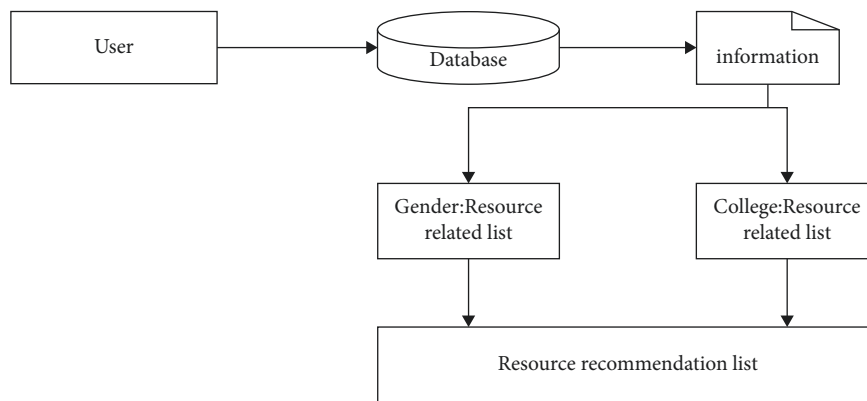 User
Database
information
Gender:Resource
related list
College:Resource
related list
Resource recommendation list